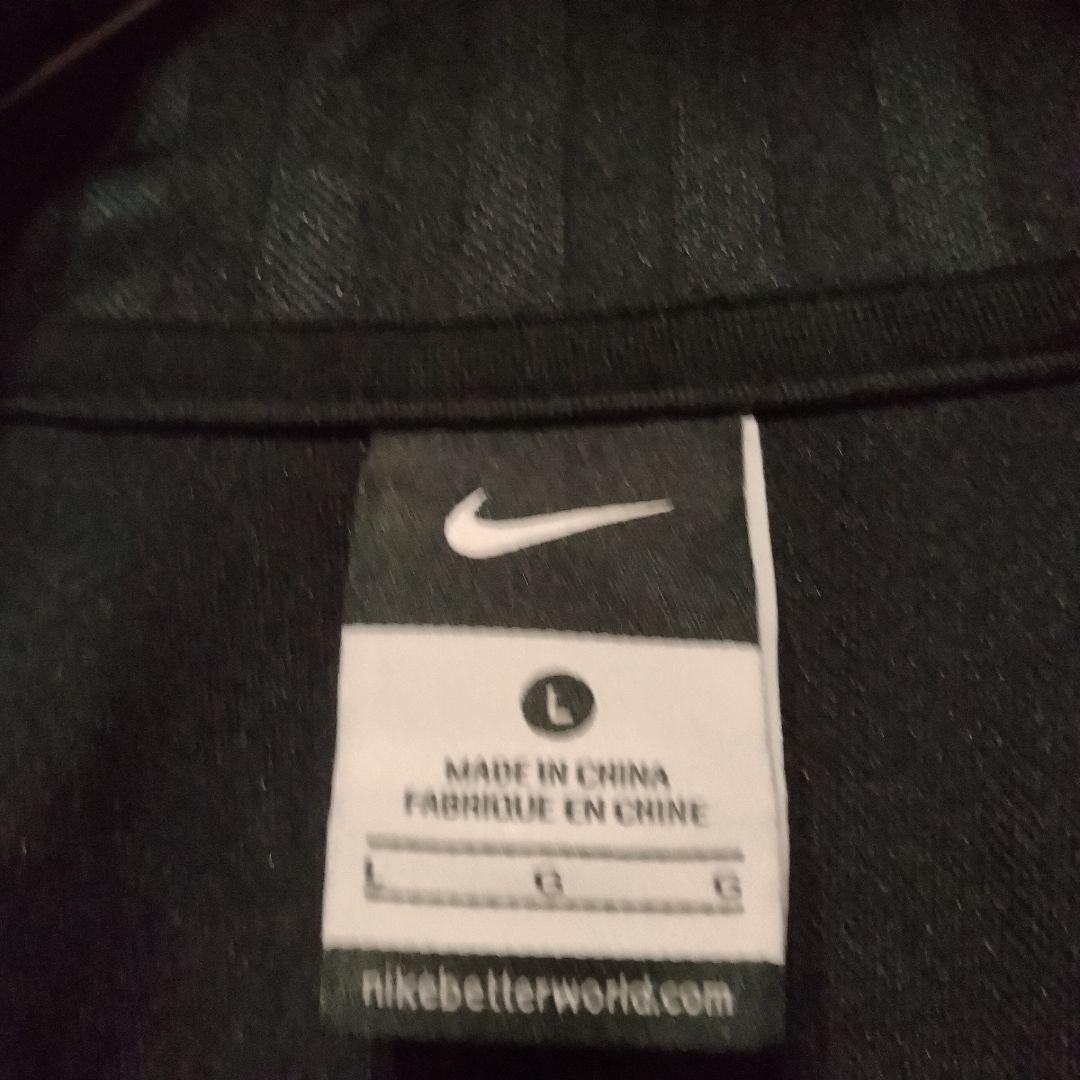 L
MADE IN CHINA
FABRIQUE EN CHINE
L G G
nikebetterworld.com